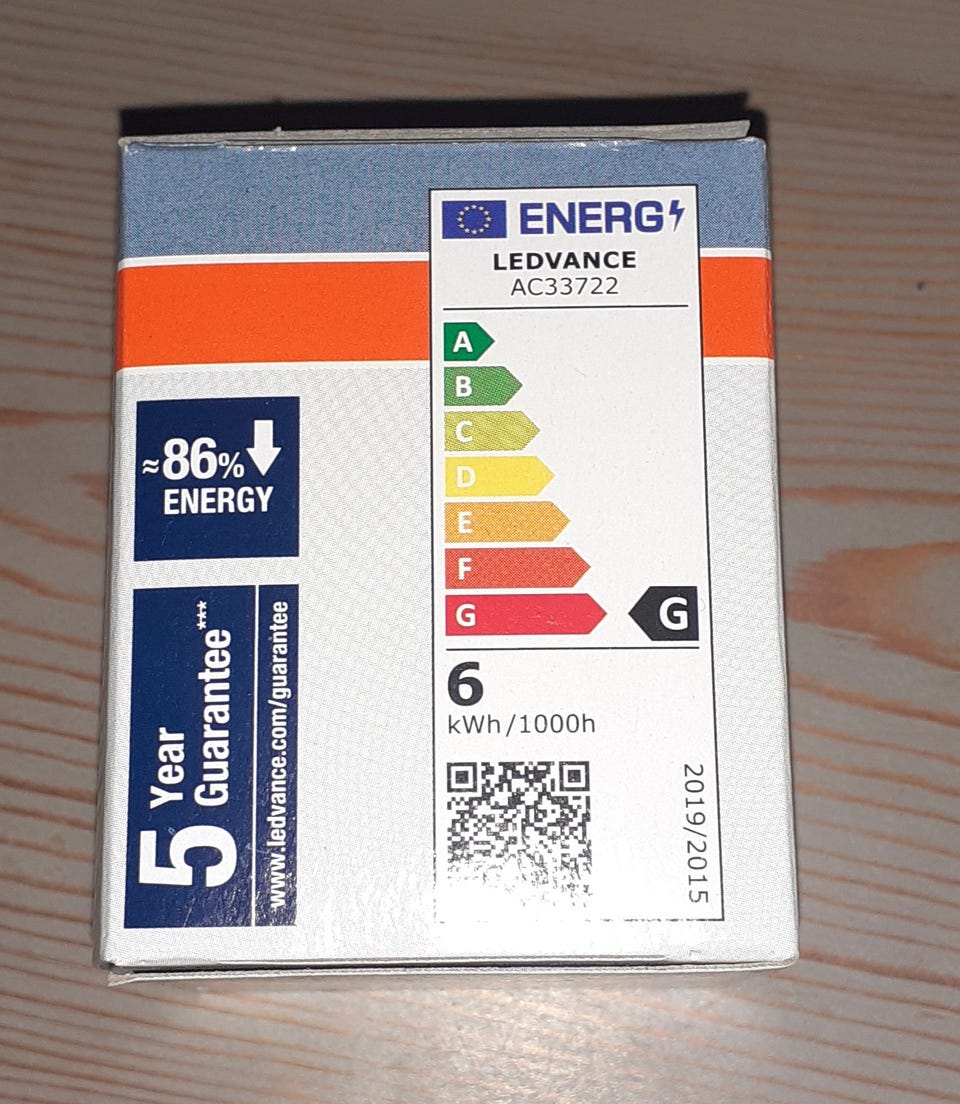 ≈86%
ENERGY
5 Year
Guarantee***
www.ledvance.com/guarantee
ENERG
LEDVANCE
AC33722
A
B
C
D
E
F
G
G
6
kWh/1000h
2019/2015